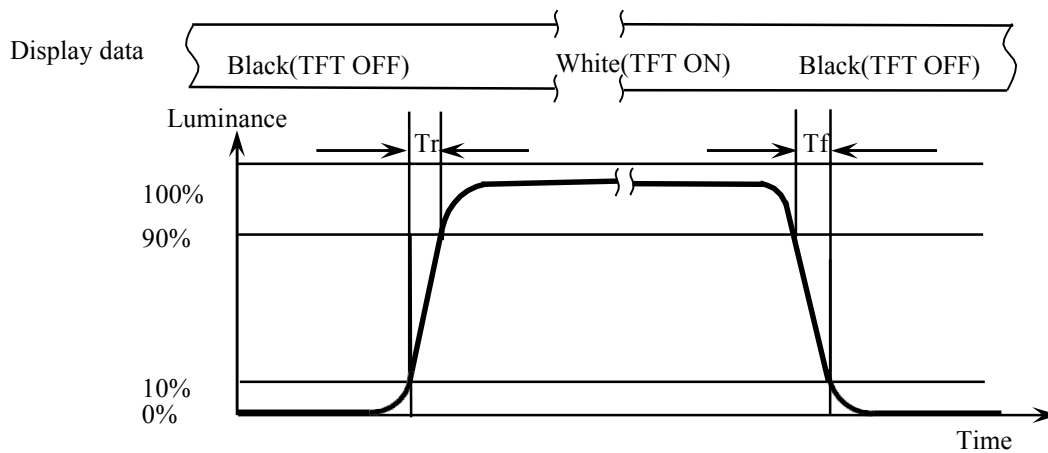 Display data
Black(TFT OFF)
White(TFT ON)
Black(TFT OFF)
Luminance
Tr
Tf
100%
90%
10%
0%
Time